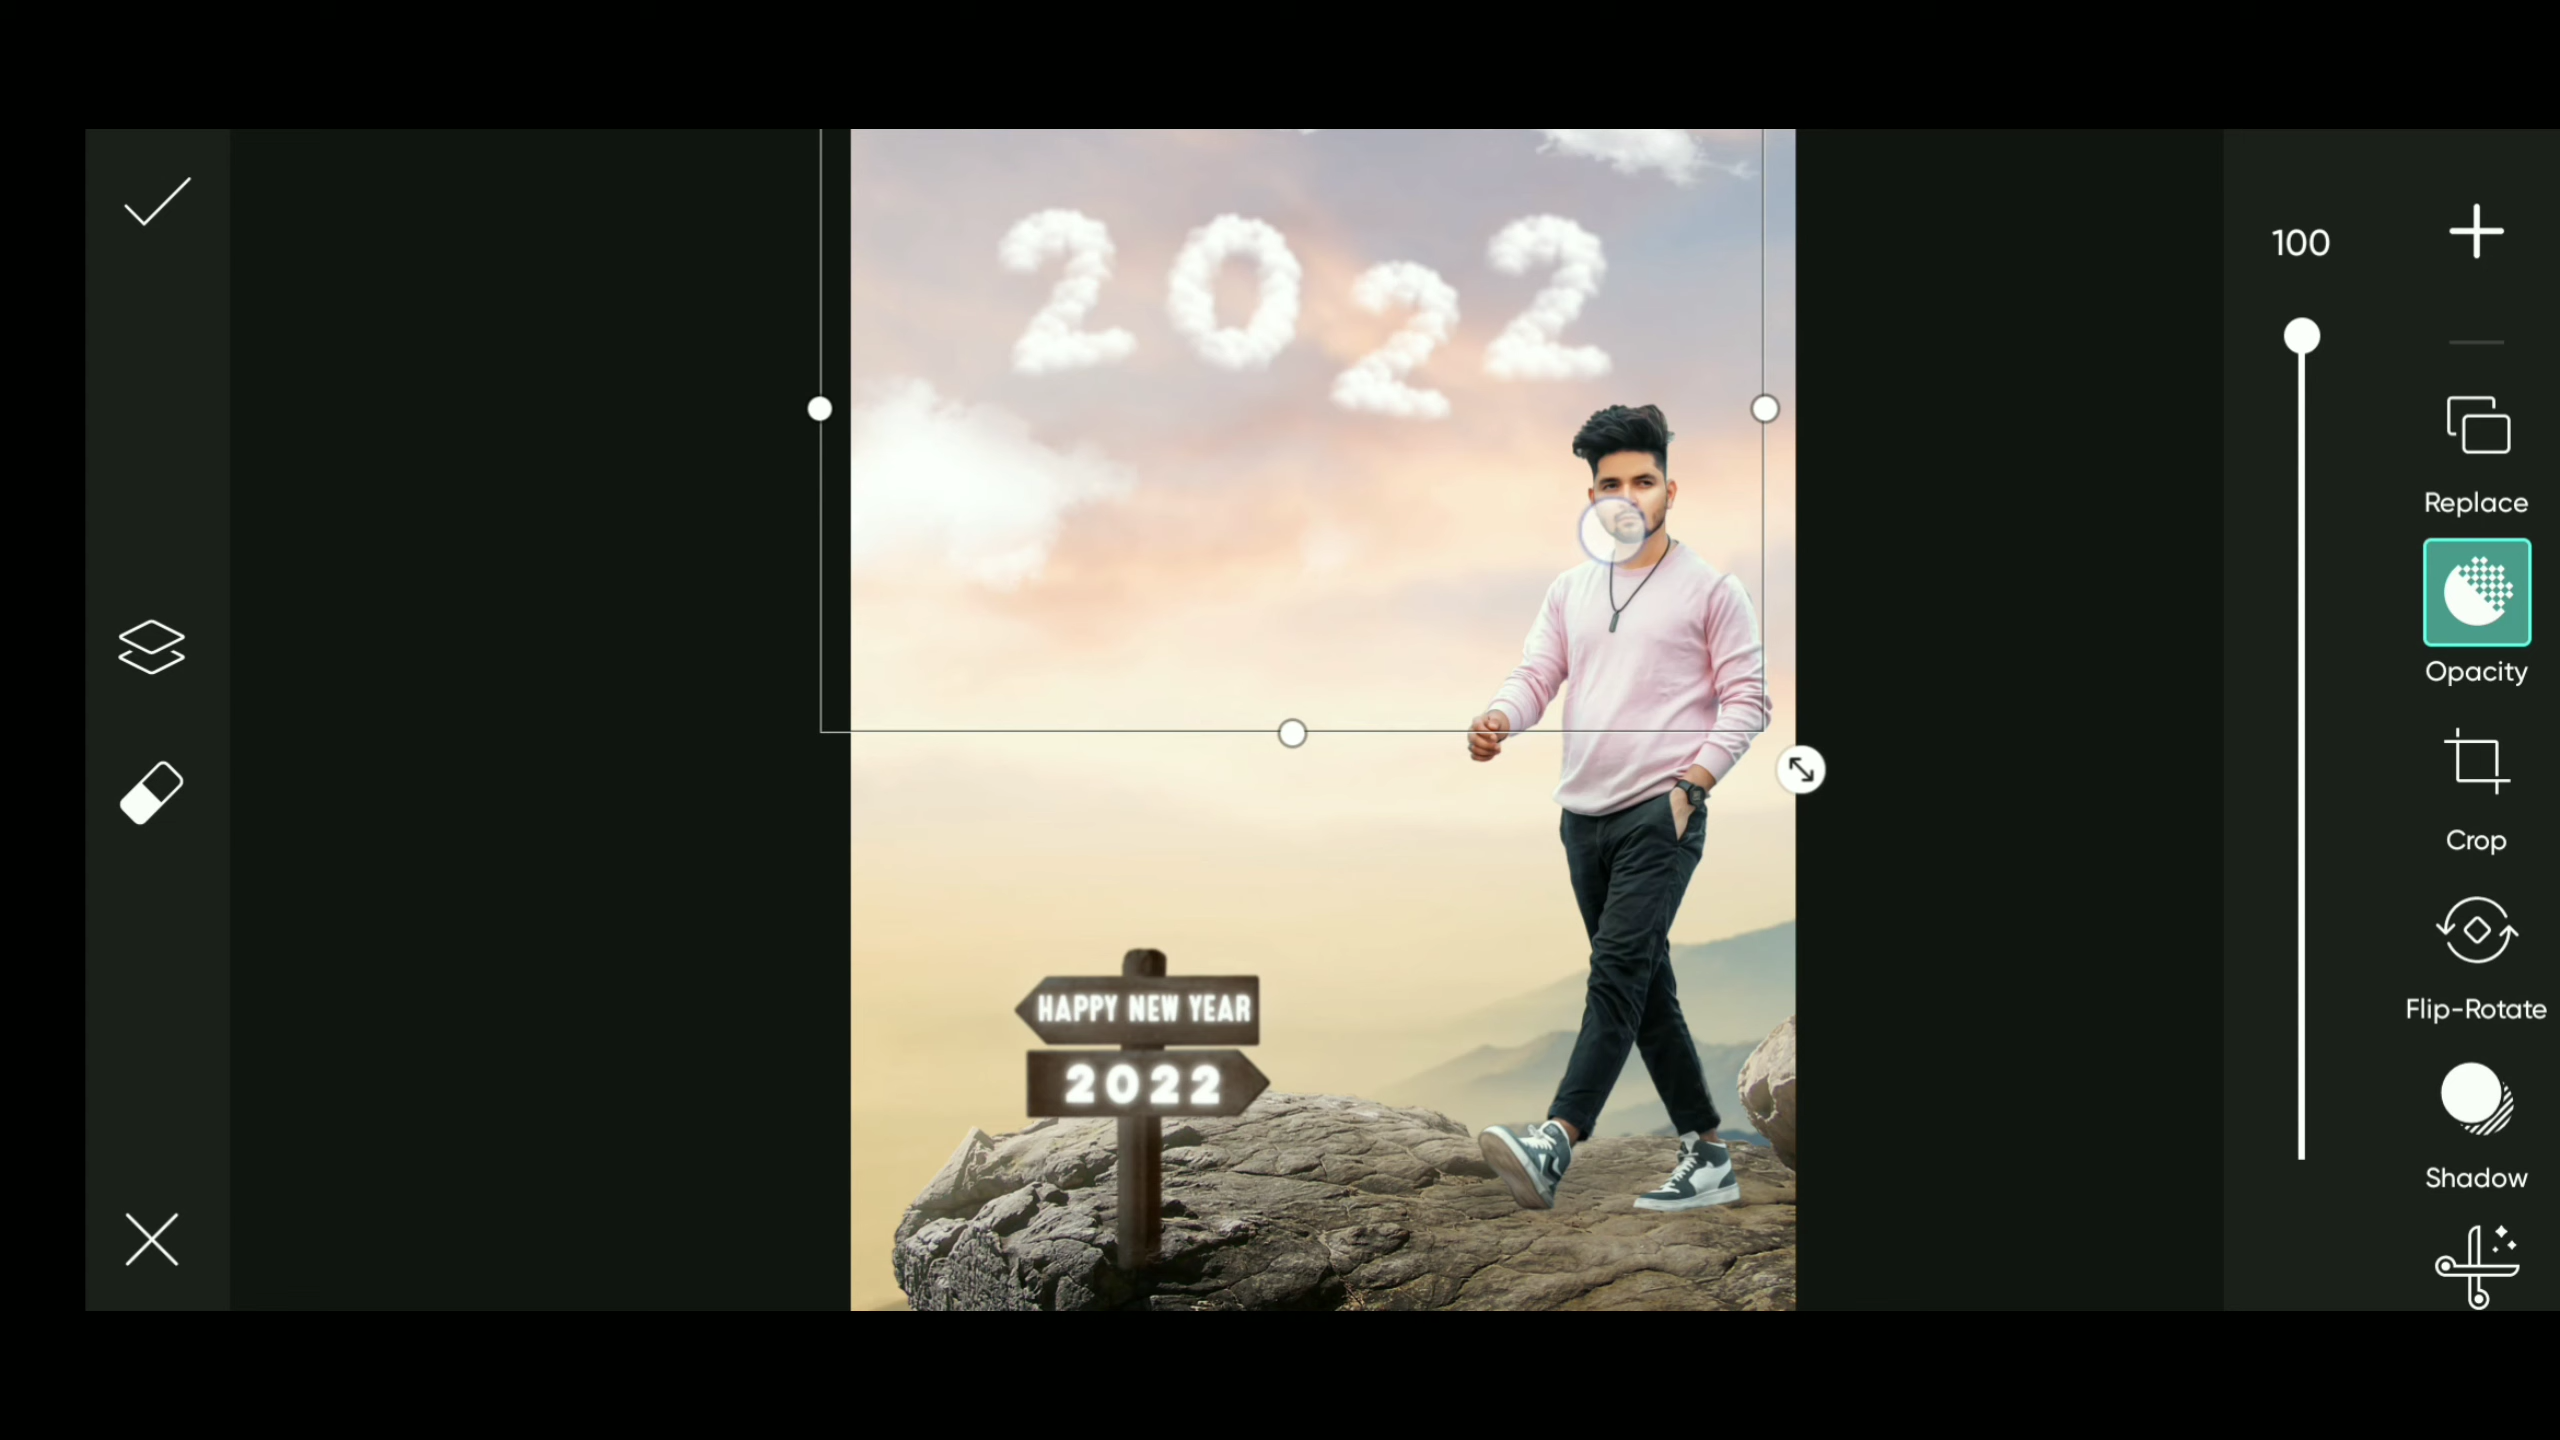 2022
100
Replace
Opacity
Crop
HAPPY NEW YEAR
2022
Flip-Rotate
Shadow